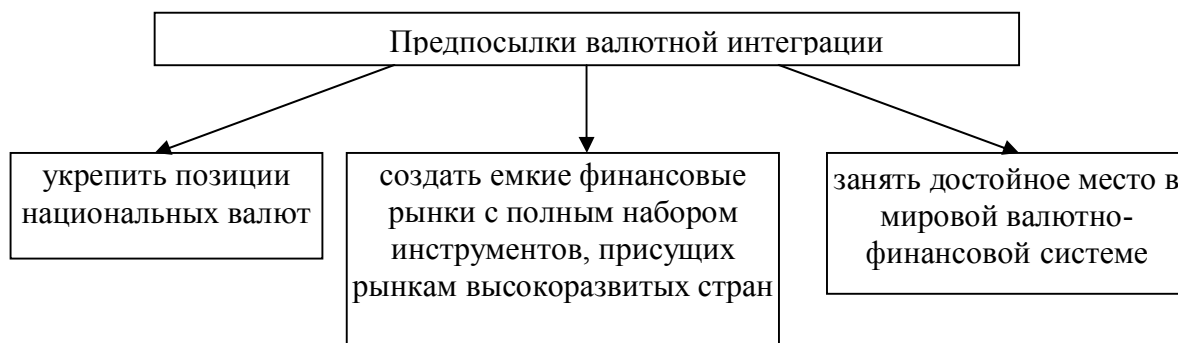 Предпосылки валютной интеграции
укрепить позиции
национальных валют
создать емкие финансовые
рынки с полным набором
инструментов, присущих
рынкам высокоразвитых стран
занять достойное место в
мировой валютно-
финансовой системе